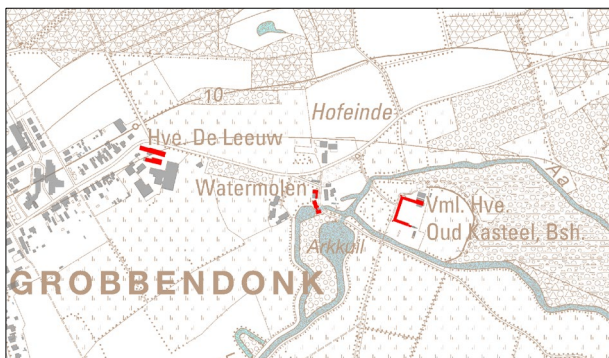 10
Hofeinde
Hve. De Leeuw
Aa
Watermolen
Vml. Hve.
Oud Kasteel, Bsh.
Arkkuil
GROBBENDONK